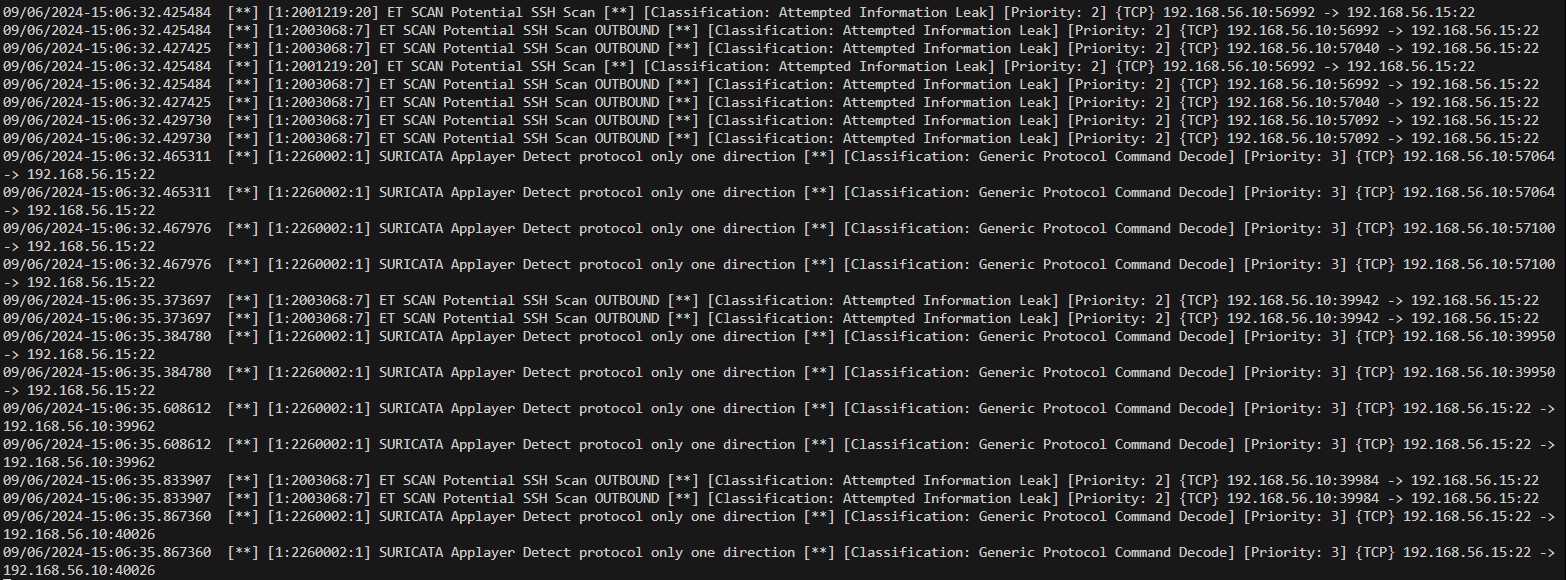 09/06/2024-15:06:32.425484  [**] [1:2001219:20] ET SCAN Potential SSH Scan [**] [Classification: Attempted Information Leak] [Priority: 2] {TCP} 192.168.56.10:56992 -> 192.168.56.15:22
09/06/2024-15:06:32.425484  [**] [1:2003068:7] ET SCAN Potential SSH Scan OUTBOUND [**] [Classification: Attempted Information Leak] [Priority: 2] {TCP} 192.168.56.10:56992 -> 192.168.56.15:22
09/06/2024-15:06:32.427425  [**] [1:2003068:7] ET SCAN Potential SSH Scan OUTBOUND [**] [Classification: Attempted Information Leak] [Priority: 2] {TCP} 192.168.56.10:57040 -> 192.168.56.15:22
09/06/2024-15:06:32.425484  [**] [1:2001219:20] ET SCAN Potential SSH Scan [**] [Classification: Attempted Information Leak] [Priority: 2] {TCP} 192.168.56.10:56992 -> 192.168.56.15:22
09/06/2024-15:06:32.425484  [**] [1:2003068:7] ET SCAN Potential SSH Scan OUTBOUND [**] [Classification: Attempted Information Leak] [Priority: 2] {TCP} 192.168.56.10:56992 -> 192.168.56.15:22
09/06/2024-15:06:32.427425  [**] [1:2003068:7] ET SCAN Potential SSH Scan OUTBOUND [**] [Classification: Attempted Information Leak] [Priority: 2] {TCP} 192.168.56.10:57040 -> 192.168.56.15:22
09/06/2024-15:06:32.429730  [**] [1:2003068:7] ET SCAN Potential SSH Scan OUTBOUND [**] [Classification: Attempted Information Leak] [Priority: 2] {TCP} 192.168.56.10:57092 -> 192.168.56.15:22
09/06/2024-15:06:32.429730  [**] [1:2003068:7] ET SCAN Potential SSH Scan OUTBOUND [**] [Classification: Attempted Information Leak] [Priority: 2] {TCP} 192.168.56.10:57092 -> 192.168.56.15:22
09/06/2024-15:06:32.465311  [**] [1:2260002:1] SURICATA Applayer Detect protocol only one direction [**] [Classification: Generic Protocol Command Decode] [Priority: 3] {TCP} 192.168.56.10:57064
-> 192.168.56.15:22
09/06/2024-15:06:32.465311  [**] [1:2260002:1] SURICATA Applayer Detect protocol only one direction [**] [Classification: Generic Protocol Command Decode] [Priority: 3] {TCP} 192.168.56.10:57064
-> 192.168.56.15:22
09/06/2024-15:06:32.467976  [**] [1:2260002:1] SURICATA Applayer Detect protocol only one direction [**] [Classification: Generic Protocol Command Decode] [Priority: 3] {TCP} 192.168.56.10:57100
-> 192.168.56.15:22
09/06/2024-15:06:32.467976  [**] [1:2260002:1] SURICATA Applayer Detect protocol only one direction [**] [Classification: Generic Protocol Command Decode] [Priority: 3] {TCP} 192.168.56.10:57100
-> 192.168.56.15:22
09/06/2024-15:06:35.373697  [**] [1:2003068:7] ET SCAN Potential SSH Scan OUTBOUND [**] [Classification: Attempted Information Leak] [Priority: 2] {TCP} 192.168.56.10:39942 -> 192.168.56.15:22
09/06/2024-15:06:35.373697  [**] [1:2003068:7] ET SCAN Potential SSH Scan OUTBOUND [**] [Classification: Attempted Information Leak] [Priority: 2] {TCP} 192.168.56.10:39942 -> 192.168.56.15:22
09/06/2024-15:06:35.384780  [**] [1:2260002:1] SURICATA Applayer Detect protocol only one direction [**] [Classification: Generic Protocol Command Decode] [Priority: 3] {TCP} 192.168.56.10:39950
-> 192.168.56.15:22
09/06/2024-15:06:35.384780  [**] [1:2260002:1] SURICATA Applayer Detect protocol only one direction [**] [Classification: Generic Protocol Command Decode] [Priority: 3] {TCP} 192.168.56.10:39950
-> 192.168.56.15:22
09/06/2024-15:06:35.608612  [**] [1:2260002:1] SURICATA Applayer Detect protocol only one direction [**] [Classification: Generic Protocol Command Decode] [Priority: 3] {TCP} 192.168.56.15:22 ->
192.168.56.10:39962
09/06/2024-15:06:35.608612  [**] [1:2260002:1] SURICATA Applayer Detect protocol only one direction [**] [Classification: Generic Protocol Command Decode] [Priority: 3] {TCP} 192.168.56.15:22 ->
192.168.56.10:39962
09/06/2024-15:06:35.833907  [**] [1:2003068:7] ET SCAN Potential SSH Scan OUTBOUND [**] [Classification: Attempted Information Leak] [Priority: 2] {TCP} 192.168.56.10:39984 -> 192.168.56.15:22
09/06/2024-15:06:35.833907  [**] [1:2003068:7] ET SCAN Potential SSH Scan OUTBOUND [**] [Classification: Attempted Information Leak] [Priority: 2] {TCP} 192.168.56.10:39984 -> 192.168.56.15:22
09/06/2024-15:06:35.867360  [**] [1:2260002:1] SURICATA Applayer Detect protocol only one direction [**] [Classification: Generic Protocol Command Decode] [Priority: 3] {TCP} 192.168.56.15:22 ->
192.168.56.10:40026
09/06/2024-15:06:35.867360  [**] [1:2260002:1] SURICATA Applayer Detect protocol only one direction [**] [Classification: Generic Protocol Command Decode] [Priority: 3] {TCP} 192.168.56.15:22 ->
192.168.56.10:40026